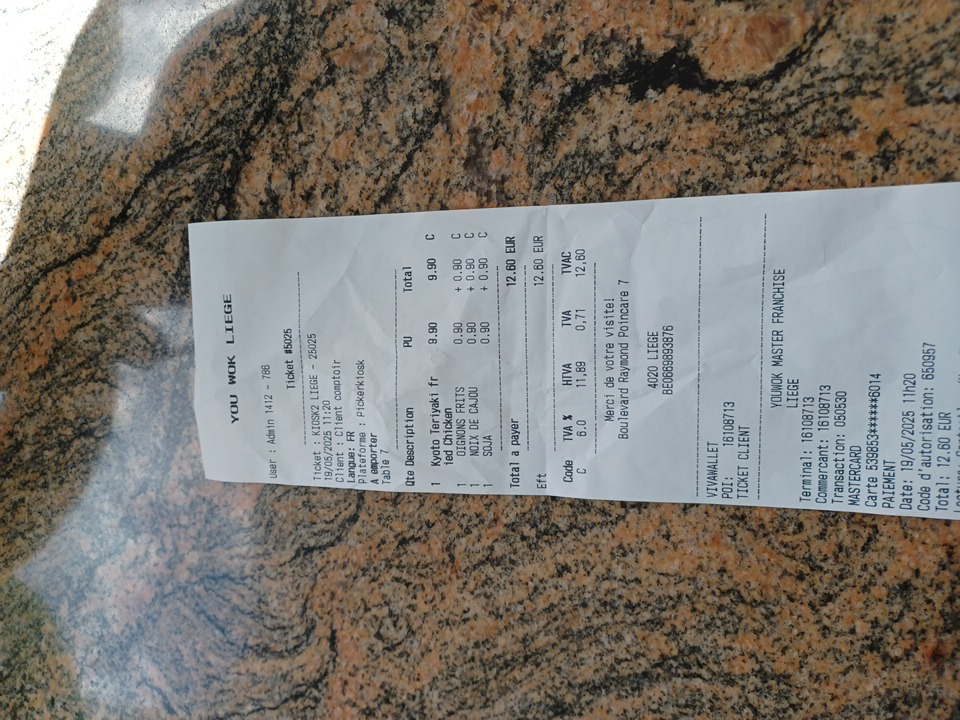 YOU WOK LIEGE
User : Admin 1412 - 786
Ticket #5025
Ticket : KIOSK2 LIEGE - 25025
19/05/2025 11:20
Client : Client comptoir
Langue: FR
Plateforme : Pickerkiosk
A emporter
Table 7
Qte Description PU Total
1 Kyoto Teriyaki fr 9.90 9.90 C
ied Chicken
1 OIGNONS FRITS 0.90 + 0.90 C
1 NOIX DE CAJOU 0.90 + 0.90 C
1 SOJA 0.90 + 0.90 C
Total a payer 12.60 EUR
Eft 12.60 EUR
Code TVA % HTVA TVA TVAC
C 6.0 11,89 0,71 12,60
Merci de votre visite!
Boulevard Raymond Poincare 7
4020 LIEGE
BE0669893876
VIVAWALLET
POI: 16108713
TICKET CLIENT
YOUWOK MASTER FRANCHISE
LIEGE
Terminal: 16108713
Commercant: 16108713
Transaction: 050530
MASTERCARD
Carte 539853******6014
PAIEMENT
Date: 19/05/2025 11h20
Code d'autorisation: 650957
Total: 12.60 EUR